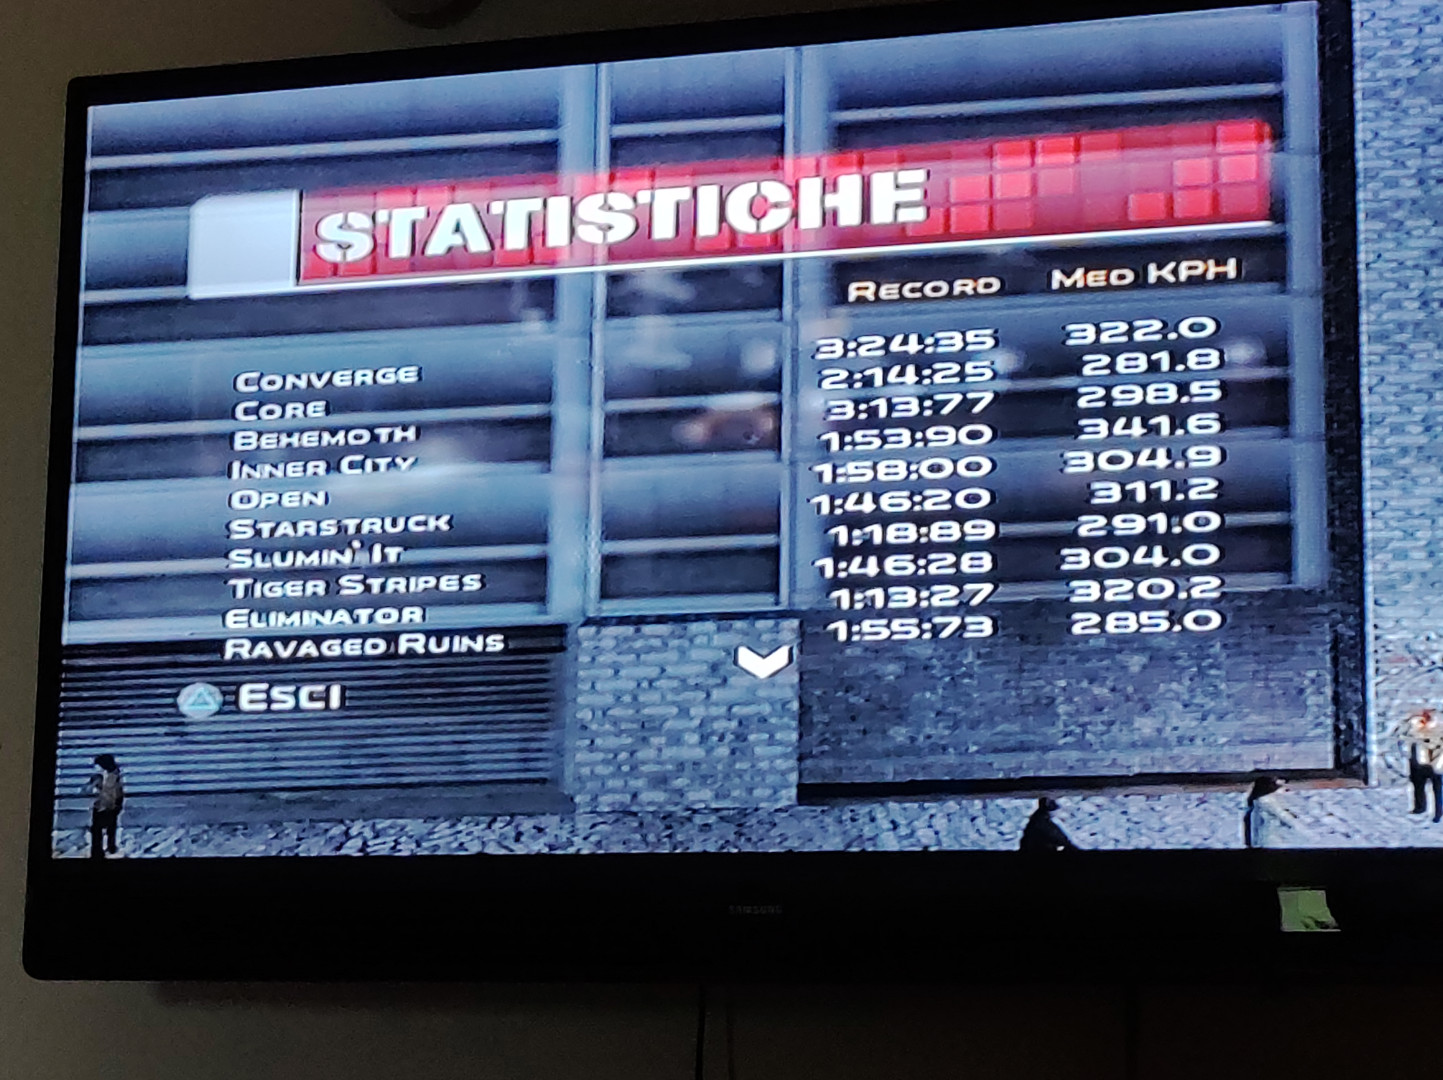 STATISTICHE
RECORD MED KPH
CONVERGE 3:24:35 322.0
CORE 2:14:25 281.8
BEHEMOTH 3:13:77 298.5
INNER CITY 1:53:90 341.6
OPEN 1:58:00 304.9
STARSTRUCK 1:46:20 311.2
SLUMIN' IT 1:18:89 291.0
TIGER STRIPES 1:46:28 304.0
ELIMINATOR 1:13:27 320.2
RAVAGED RUINS 1:55:73 285.0
ESCI
SAMSUNG